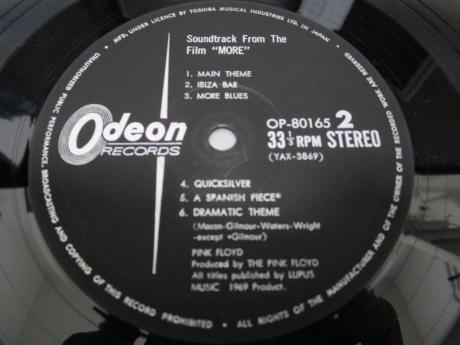 MFD. UNDER LICENCE BY TOSHIBA MUSICAL INDUSTRIES LTD. IN JAPAN • ALL RIGHTS OF THE MANUFACTURER AND OF THE OWNER OF THE RECORDED WORK ARE RESERVED • UNAUTHORISED PUBLIC PERFORMANCE, BROADCASTING AND COPYING OF THIS RECORD PROHIBITED •
Soundtrack From The
Film "MORE"
1. MAIN THEME
2. IBIZA BAR
3. MORE BLUES
Odeon
RECORDS
OP-80165 2
33⅓ RPM STEREO
(YAX-3869)
4. QUICKSILVER
5. A SPANISH PIECE*
6. DRAMATIC THEME
(Mason-Gilmour-Waters-Wright
-except *Gilmour)
PINK FLOYD
Produced by THE PINK FLOYD
All titles published by LUPUS
MUSIC 1969 Product.